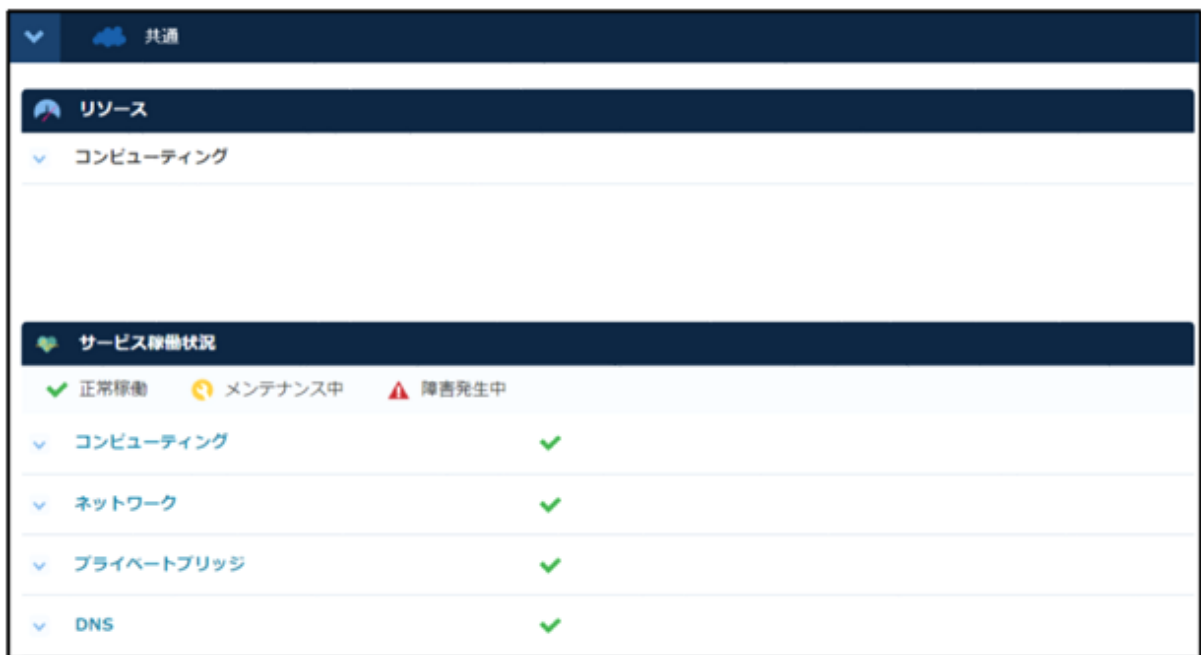 共通
リソース
コンピューティング
サービス稼働状況
正常稼働 メンテナンス中 障害発生中
コンピューティング
ネットワーク
プライベートブリッジ
DNS